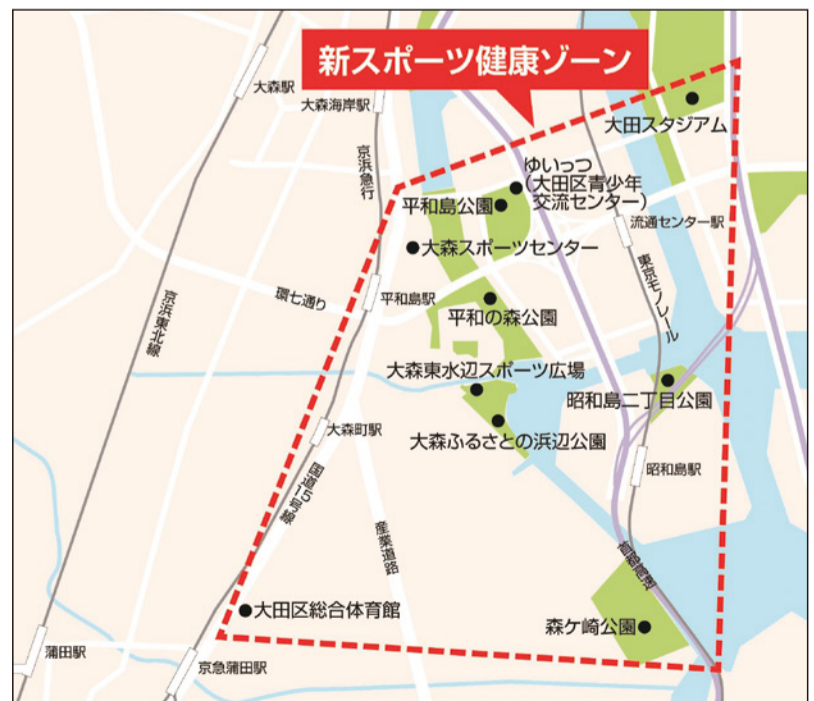 新スポーツ健康ゾーン
大森駅
大森海岸駅
大田スタジアム
京浜急行
ゆいっつ
(大田区青少年
交流センター)
平和島公園
流通センター駅
大森スポーツセンター
東京モノレール
環七通り
平和島駅
京浜東北線
平和の森公園
大森東水辺スポーツ広場
昭和島二丁目公園
大森町駅
大森ふるさとの浜辺公園
昭和島駅
国道15号線
産業道路
首都高速
大田区総合体育館
森ケ崎公園
蒲田駅
京急蒲田駅